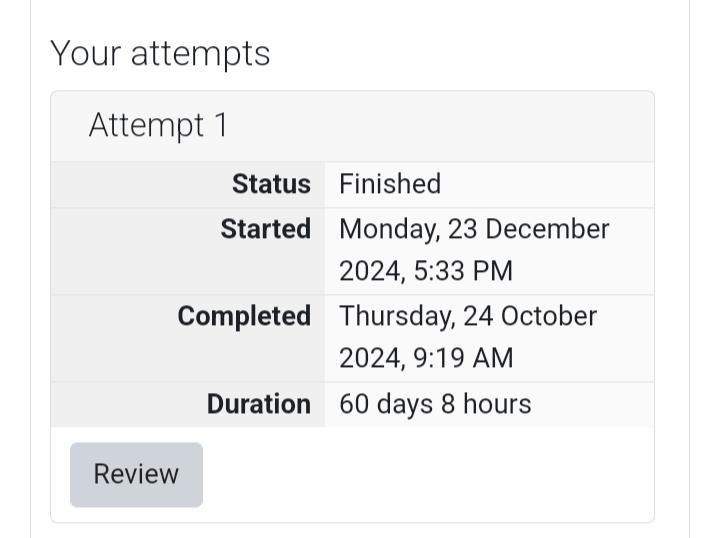 Your attempts
Attempt 1
Status Finished
Started Monday, 23 December
2024, 5:33 PM
Completed Thursday, 24 October
2024, 9:19 AM
Duration 60 days 8 hours
Review